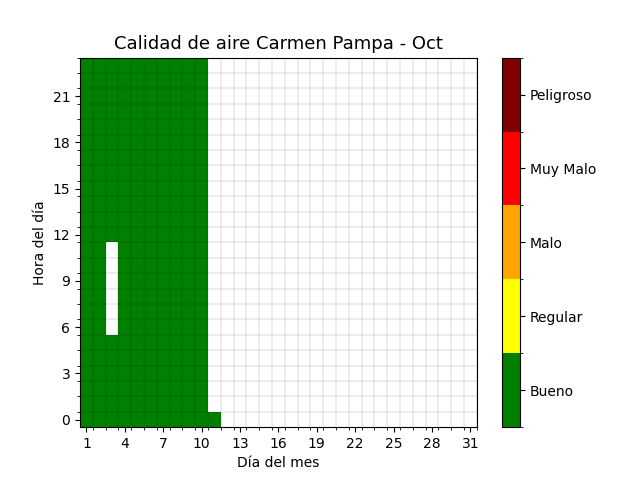 Calidad de aire Carmen Pampa - Oct
21
18
15
12
9
6
3
0
Hora del día
1 4 7 10 13 16 19 22 25 28 31
Día del mes
Peligroso
Muy Malo
Malo
Regular
Bueno